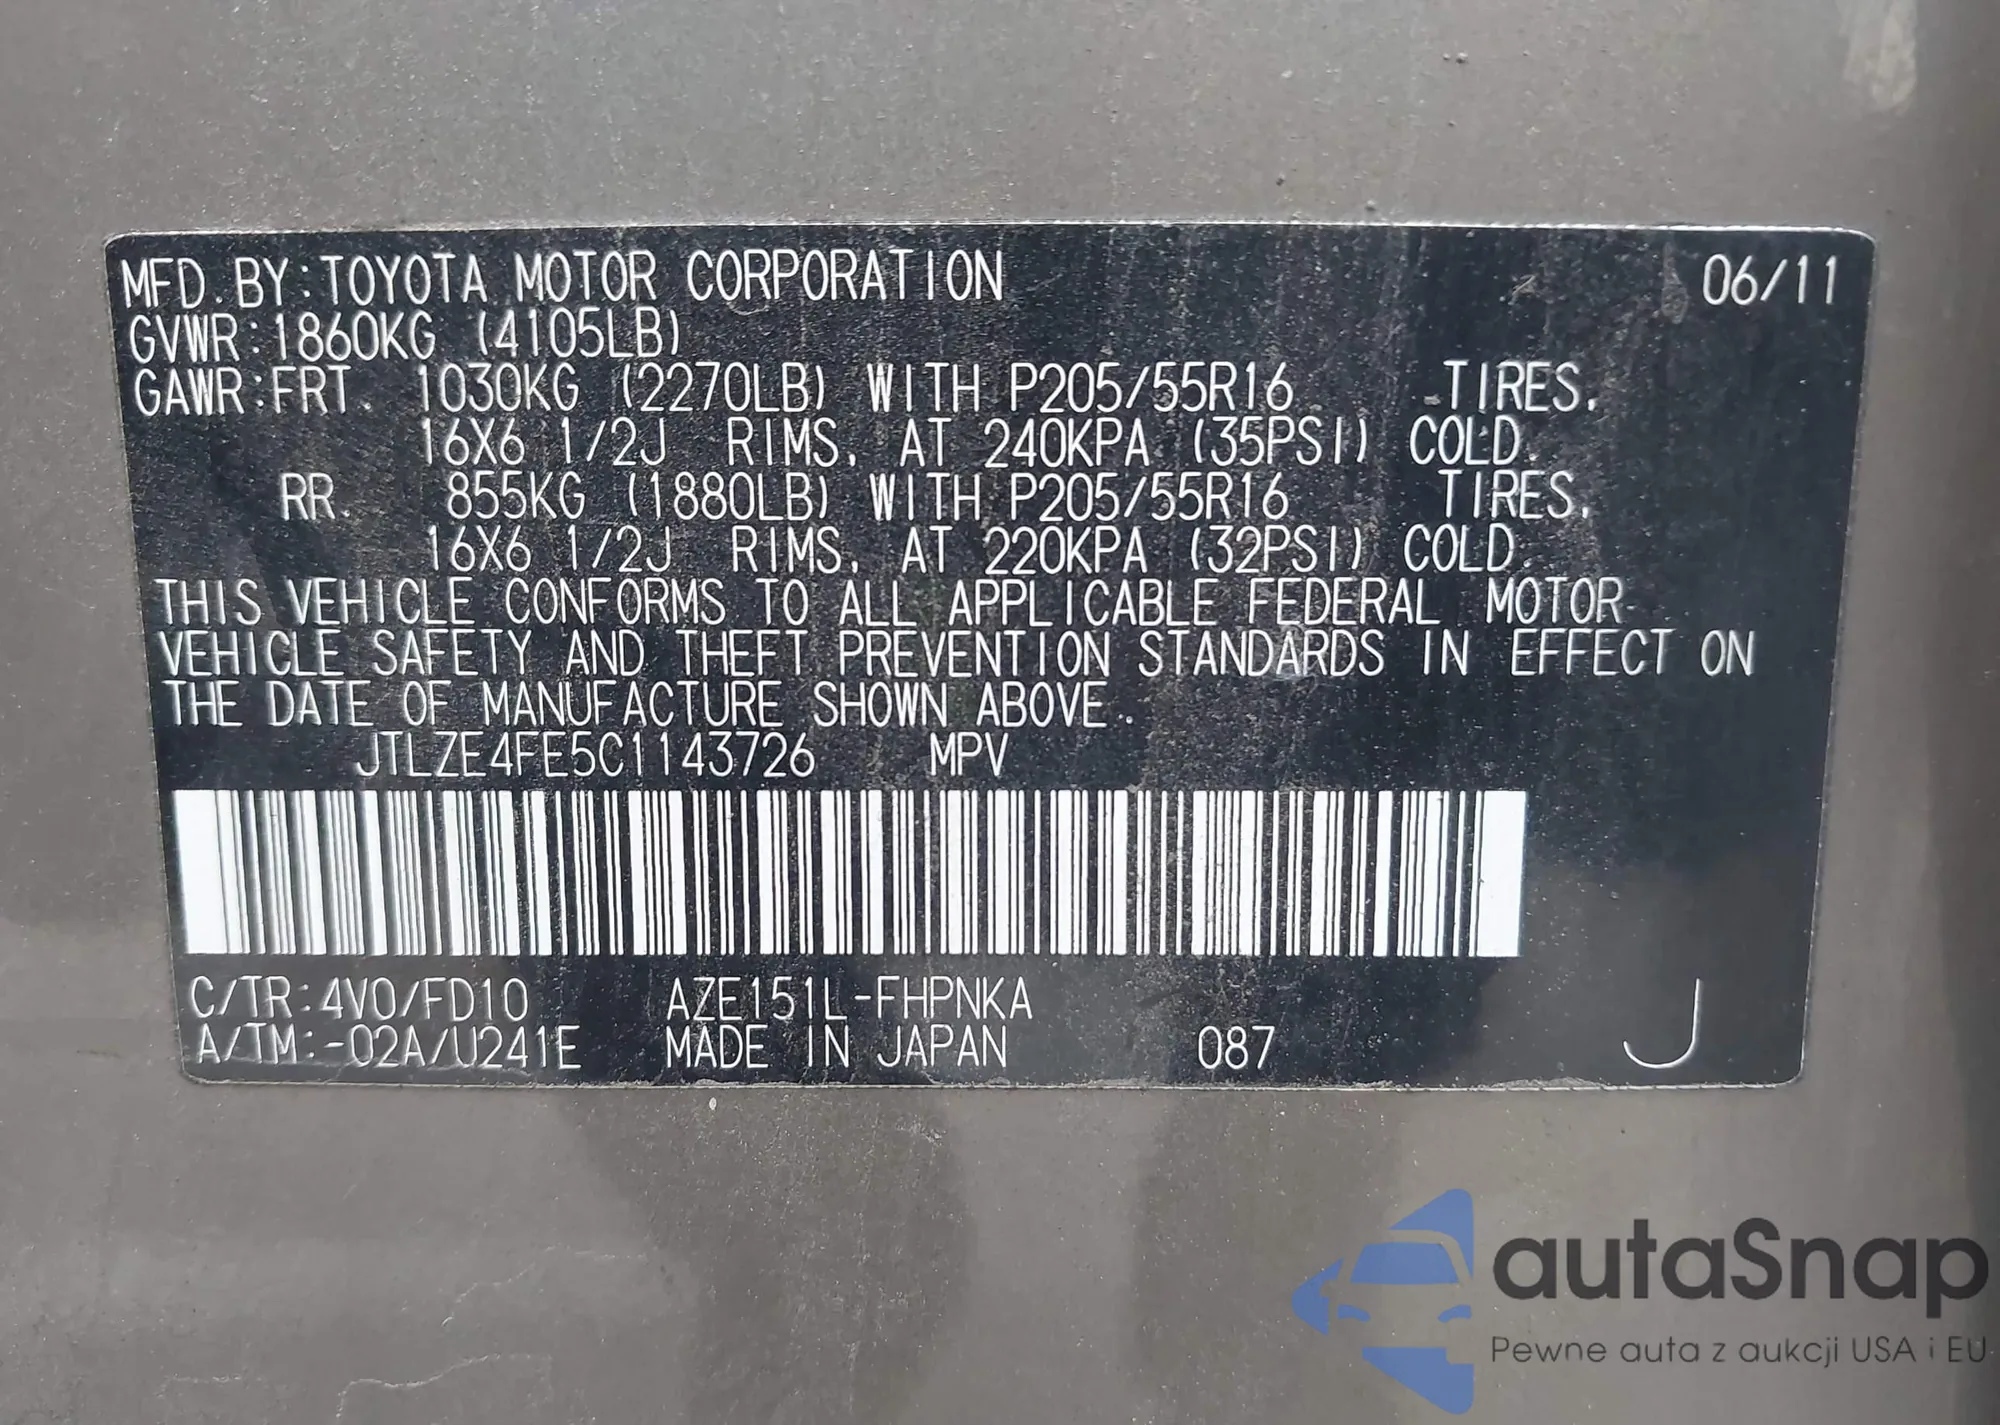 MFD. BY: TOYOTA MOTOR CORPORATION 06/11
GVWR: 1860KG (4105LB)
GAWR: FRT. 1030KG (2270LB) WITH P205/55R16 TIRES,
16X6 1/2J RIMS, AT 240KPA (35PSI) COLD.
RR. 855KG (1880LB) WITH P205/55R16 TIRES,
16X6 1/2J RIMS, AT 220KPA (32PSI) COLD.
THIS VEHICLE CONFORMS TO ALL APPLICABLE FEDERAL MOTOR
VEHICLE SAFETY AND THEFT PREVENTION STANDARDS IN EFFECT ON
THE DATE OF MANUFACTURE SHOWN ABOVE.
JTLZE4FE5C1143726 MPV
C/TR: 4V0/FD10 AZE151L-FHPNKA
A/TM: -02A/U241E MADE IN JAPAN 087 J
autaSnap
Pewne auta z aukcji USA i EU